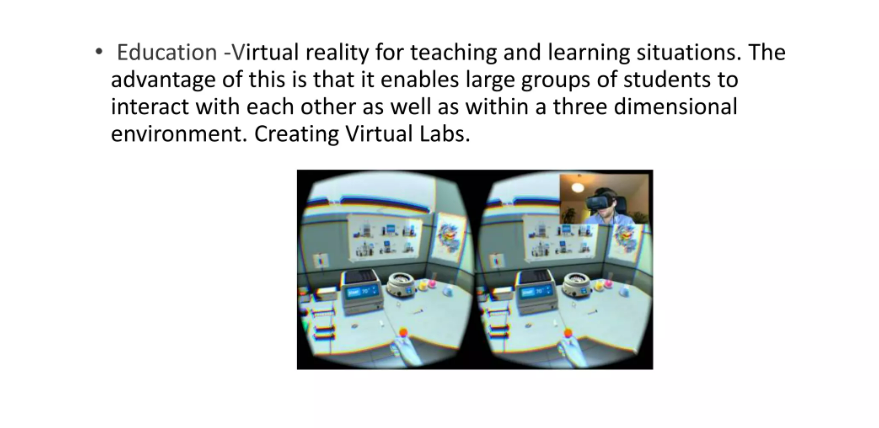 • Education -Virtual reality for teaching and learning situations. The
advantage of this is that it enables large groups of students to
interact with each other as well as within a three dimensional
environment. Creating Virtual Labs.